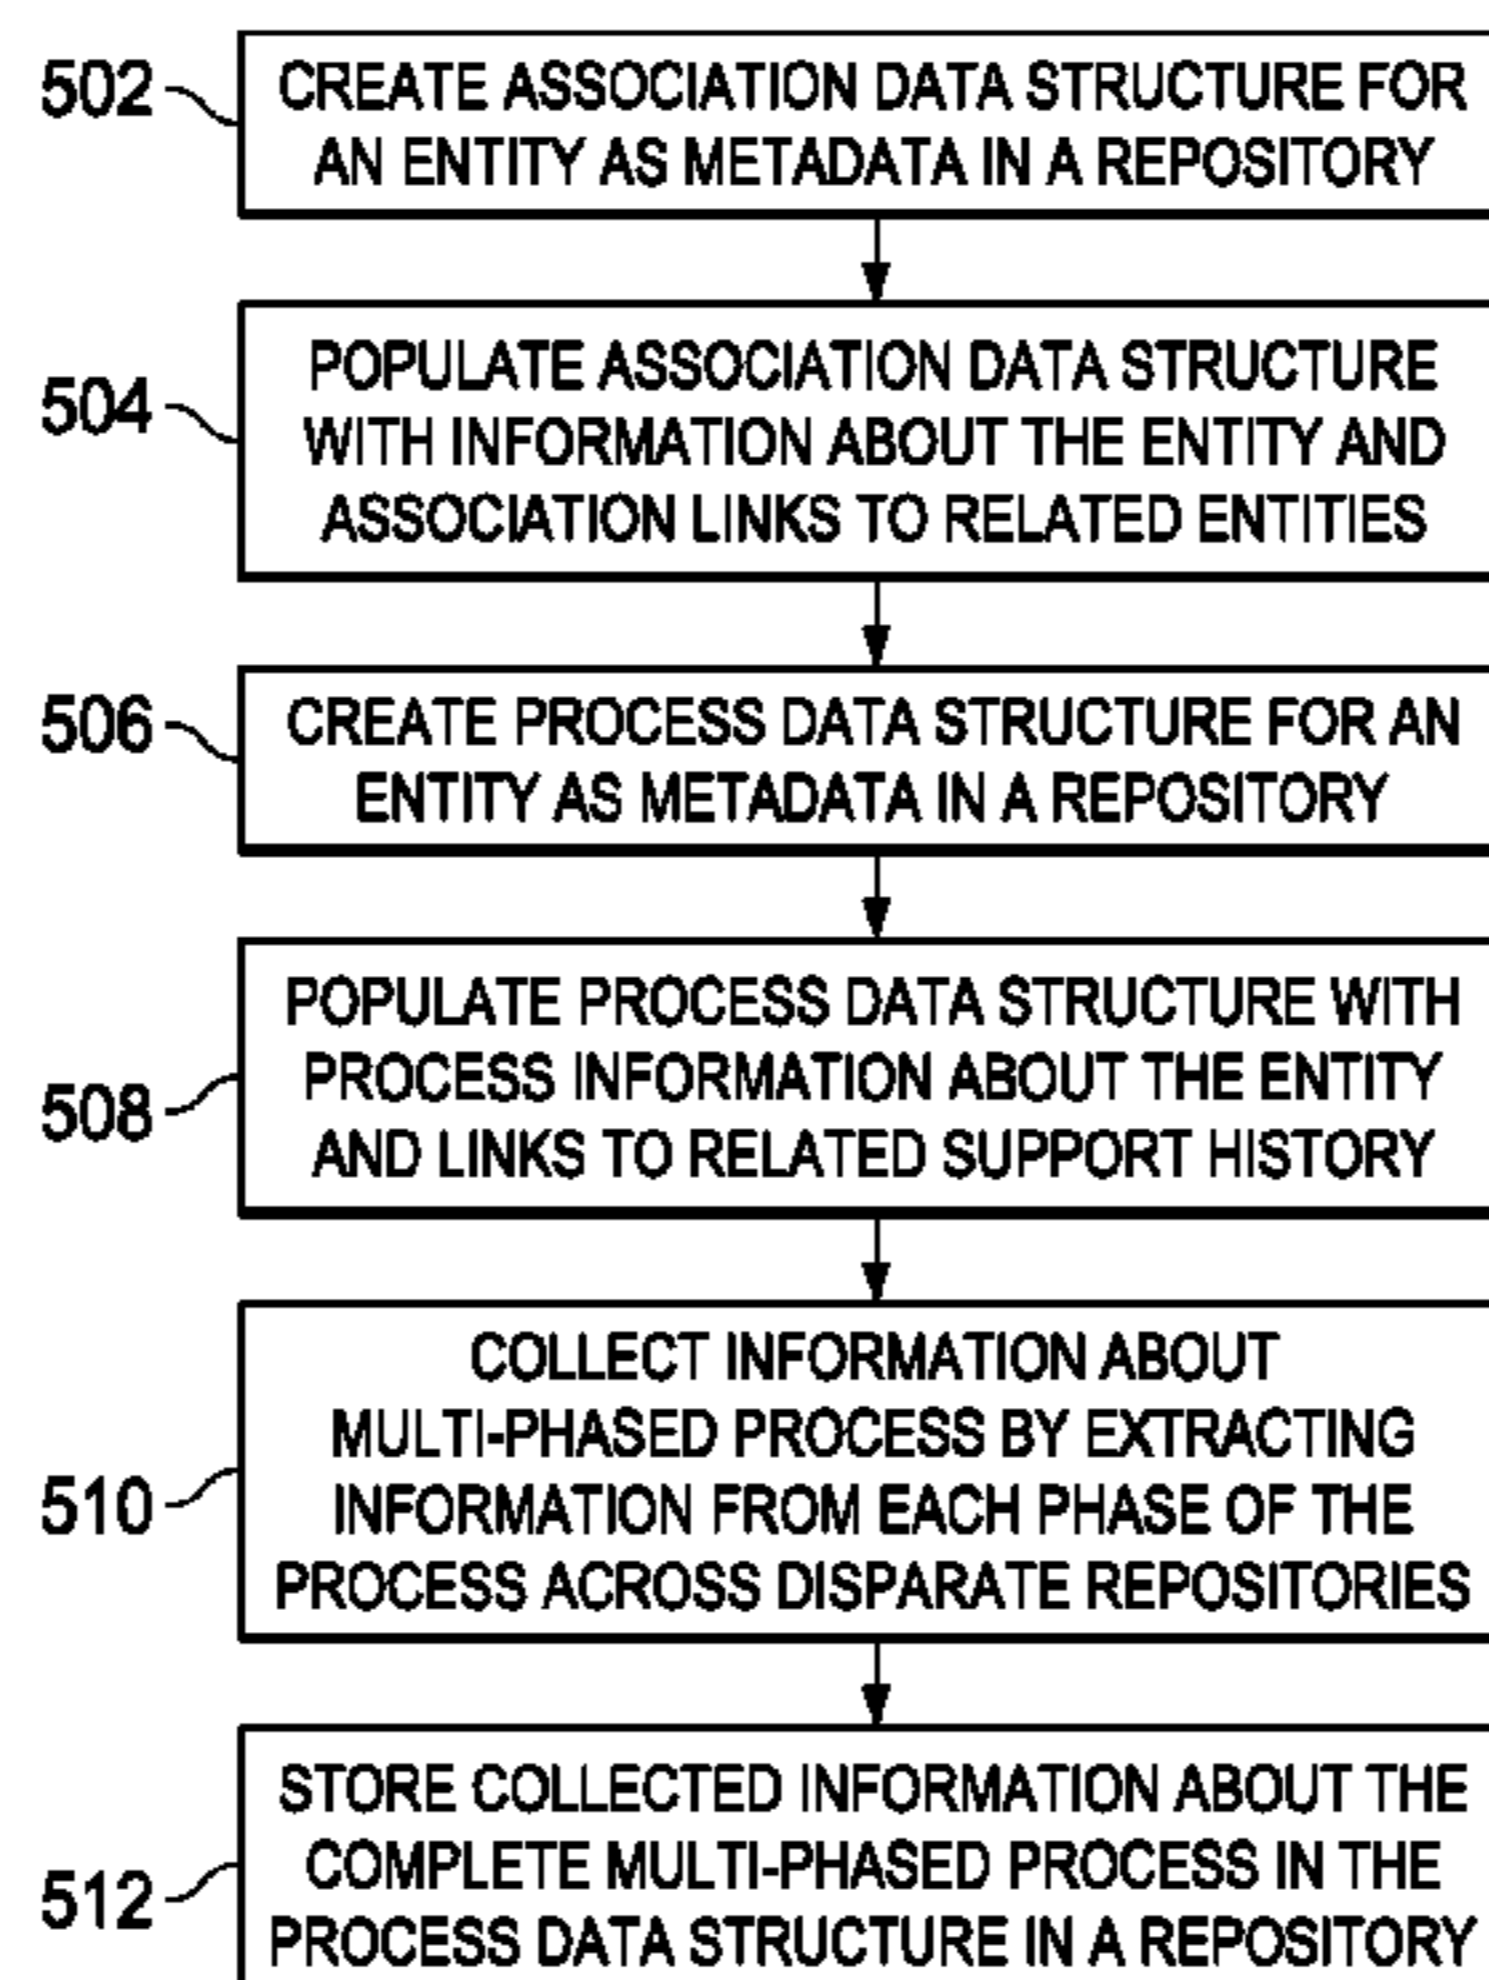 502
CREATE ASSOCIATION DATA STRUCTURE FOR
AN ENTITY AS METADATA IN A REPOSITORY
504
POPULATE ASSOCIATION DATA STRUCTURE
WITH INFORMATION ABOUT THE ENTITY AND
ASSOCIATION LINKS TO RELATED ENTITIES
506
CREATE PROCESS DATA STRUCTURE FOR AN
ENTITY AS METADATA IN A REPOSITORY
508
POPULATE PROCESS DATA STRUCTURE WITH
PROCESS INFORMATION ABOUT THE ENTITY
AND LINKS TO RELATED SUPPORT HISTORY
510
COLLECT INFORMATION ABOUT
MULTI-PHASED PROCESS BY EXTRACTING
INFORMATION FROM EACH PHASE OF THE
PROCESS ACROSS DISPARATE REPOSITORIES
512
STORE COLLECTED INFORMATION ABOUT THE
COMPLETE MULTI-PHASED PROCESS IN THE
PROCESS DATA STRUCTURE IN A REPOSITORY